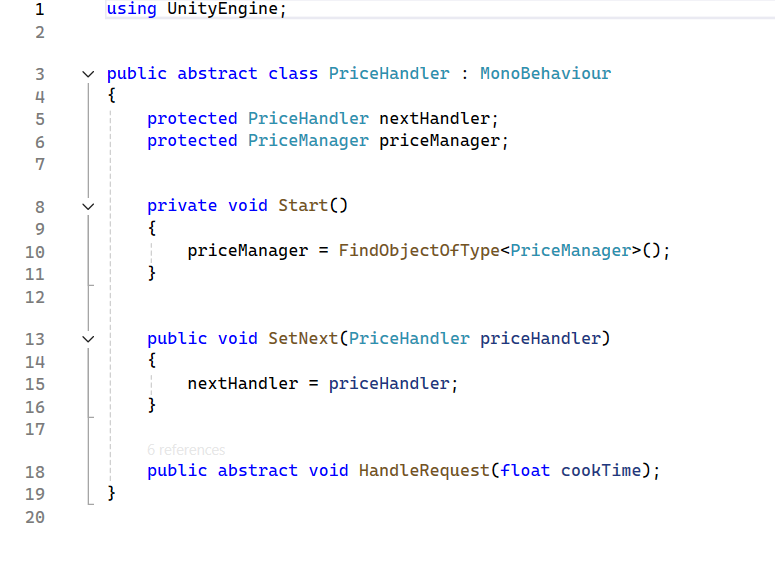 1 using UnityEngine;
2
3 public abstract class PriceHandler : MonoBehaviour
4 {
5     protected PriceHandler nextHandler;
6     protected PriceManager priceManager;
7
8     private void Start()
9     {
10         priceManager = FindObjectOfType<PriceManager>();
11     }
12
13     public void SetNext(PriceHandler priceHandler)
14     {
15         nextHandler = priceHandler;
16     }
17
6 references
18     public abstract void HandleRequest(float cookTime);
19 }
20